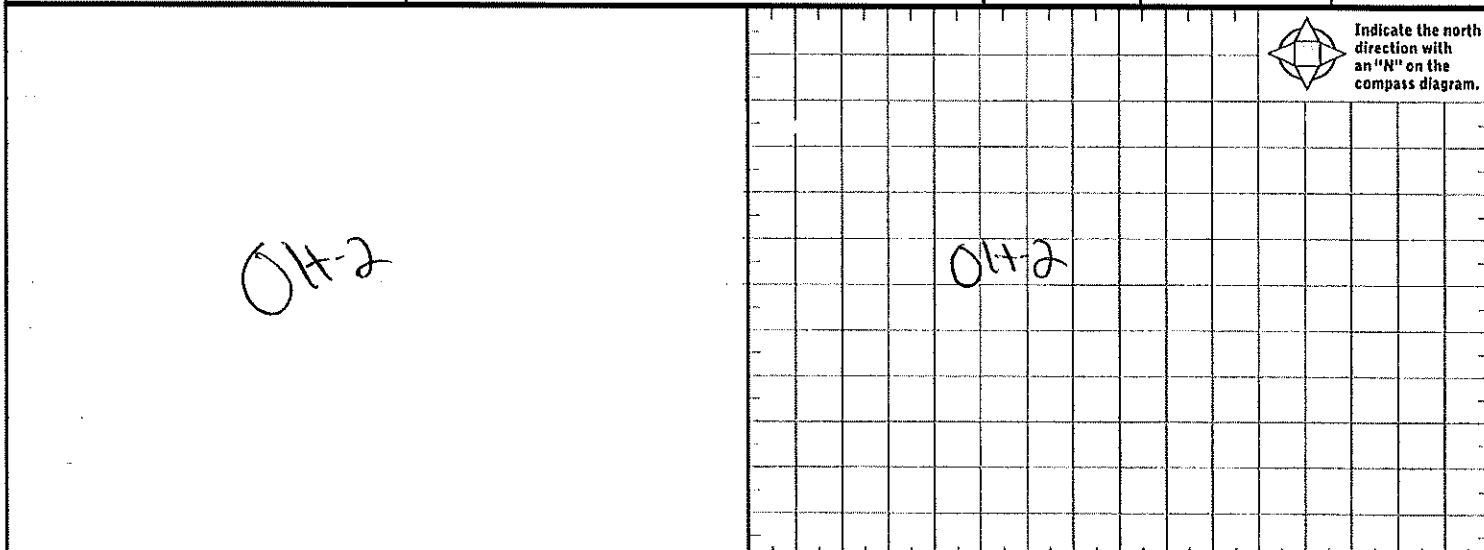 OH-2
OH-2
Indicate the north
direction with
an "N" on the
compass diagram.